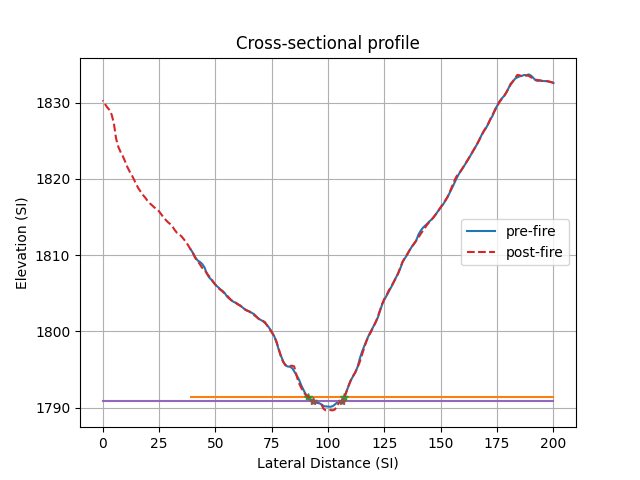 Cross-sectional profile
Elevation (SI)
1830
1820
1810
1800
1790
pre-fire
post-fire
0 25 50 75 100 125 150 175 200
Lateral Distance (SI)